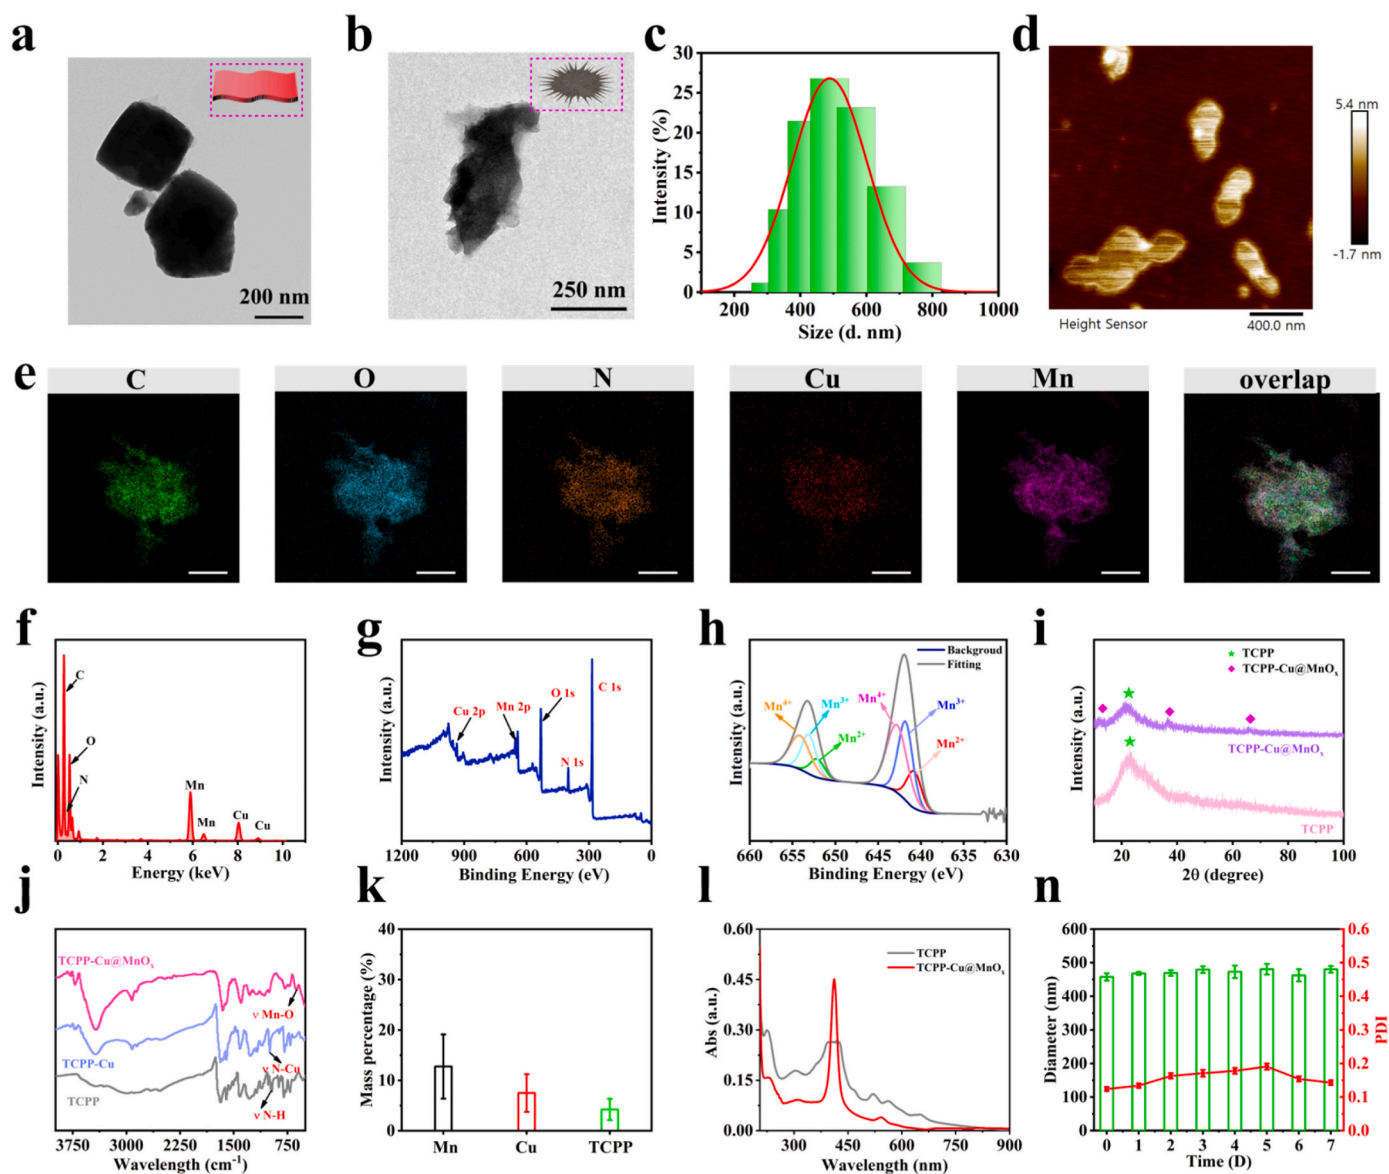 a
200 nm
b
250 nm
c
30
25
20
15
10
5
0
Intensity (%)
200 400 600 800 1000
Size (d. nm)
d
5.4 nm
-1.7 nm
Height Sensor
400.0 nm
e
C
O
N
Cu
Mn
overlap
f
Intensity (a.u.)
C
O
N
Mn
Mn
Cu
Cu
0 2 4 6 8 10
Energy (keV)
g
Intensity (a.u.)
Cu 2p
Mn 2p
O 1s
N 1s
C 1s
1200 900 600 300 0
Binding Energy (eV)
h
Intensity (a.u.)
Backgroud
Fitting
Mn⁴⁺
Mn³⁺
Mn²⁺
Mn⁴⁺
Mn³⁺
Mn²⁺
660 655 650 645 640 635 630
Binding Energy (eV)
i
Intensity (a.u.)
TCPP
TCPP-Cu@MnOₓ
TCPP-Cu@MnOₓ
TCPP
20 40 60 80 100
2θ (degree)
j
TCPP-Cu@MnOₓ
ν Mn-O
TCPP-Cu
ν N-Cu
TCPP
ν N-H
3750 3000 2250 1500 750
Wavelength (cm⁻¹)
k
40
30
20
10
0
Mass percentage (%)
Mn Cu TCPP
l
0.60
0.45
0.30
0.15
0.00
Abs (a.u.)
TCPP
TCPP-Cu@MnOₓ
300 450 600 750 900
Wavelength (nm)
n
600
500
400
300
200
100
0
Diameter (nm)
0.6
0.5
0.4
0.3
0.2
0.1
0.0
PDI
0 1 2 3 4 5 6 7
Time (D)